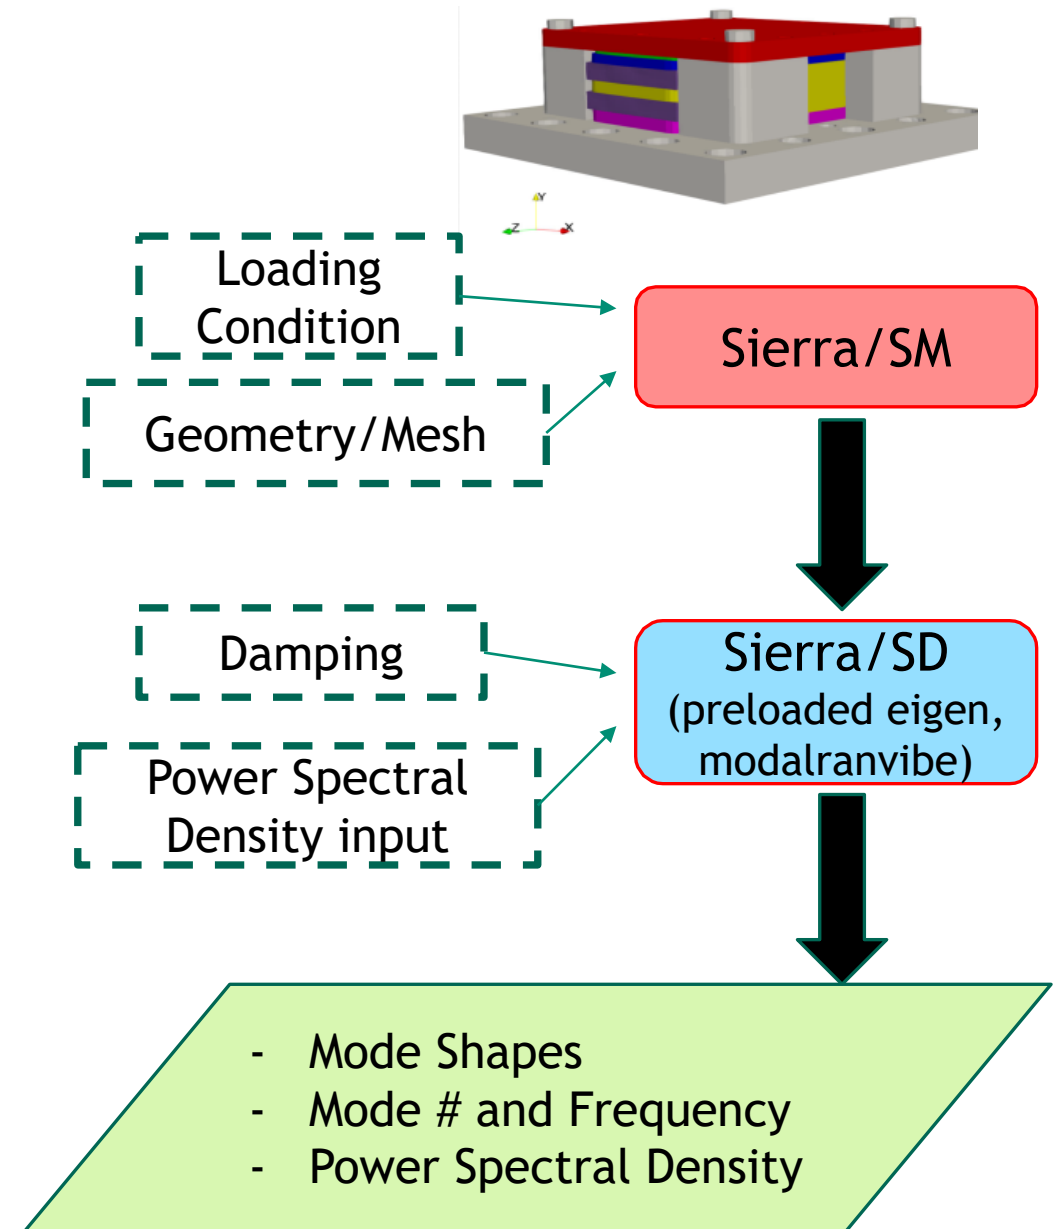 Y
Z
X
Loading
Condition
Sierra/SM
Geometry/Mesh
Damping
Sierra/SD
(preloaded eigen,
modalranvibe)
Power Spectral
Density input
- Mode Shapes
- Mode # and Frequency
- Power Spectral Density